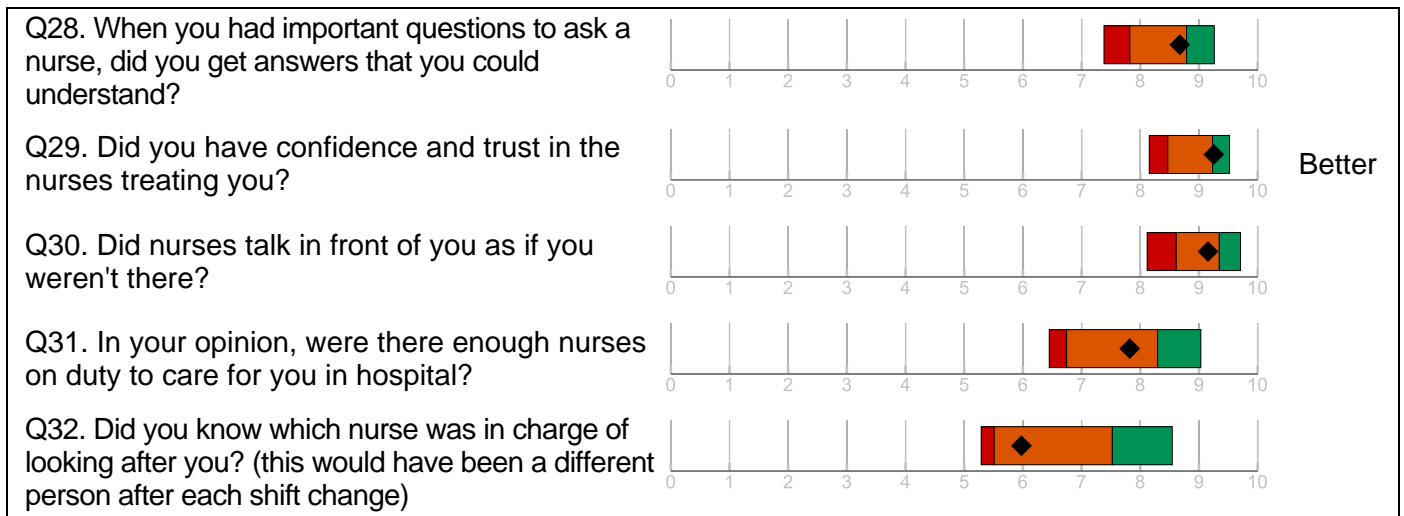 Q28. When you had important questions to ask a
nurse, did you get answers that you could
understand?
0 1 2 3 4 5 6 7 8 9 10
Q29. Did you have confidence and trust in the
nurses treating you?
Better
0 1 2 3 4 5 6 7 8 9 10
Q30. Did nurses talk in front of you as if you
weren't there?
0 1 2 3 4 5 6 7 8 9 10
Q31. In your opinion, were there enough nurses
on duty to care for you in hospital?
0 1 2 3 4 5 6 7 8 9 10
Q32. Did you know which nurse was in charge of
looking after you? (this would have been a different
person after each shift change)
0 1 2 3 4 5 6 7 8 9 10